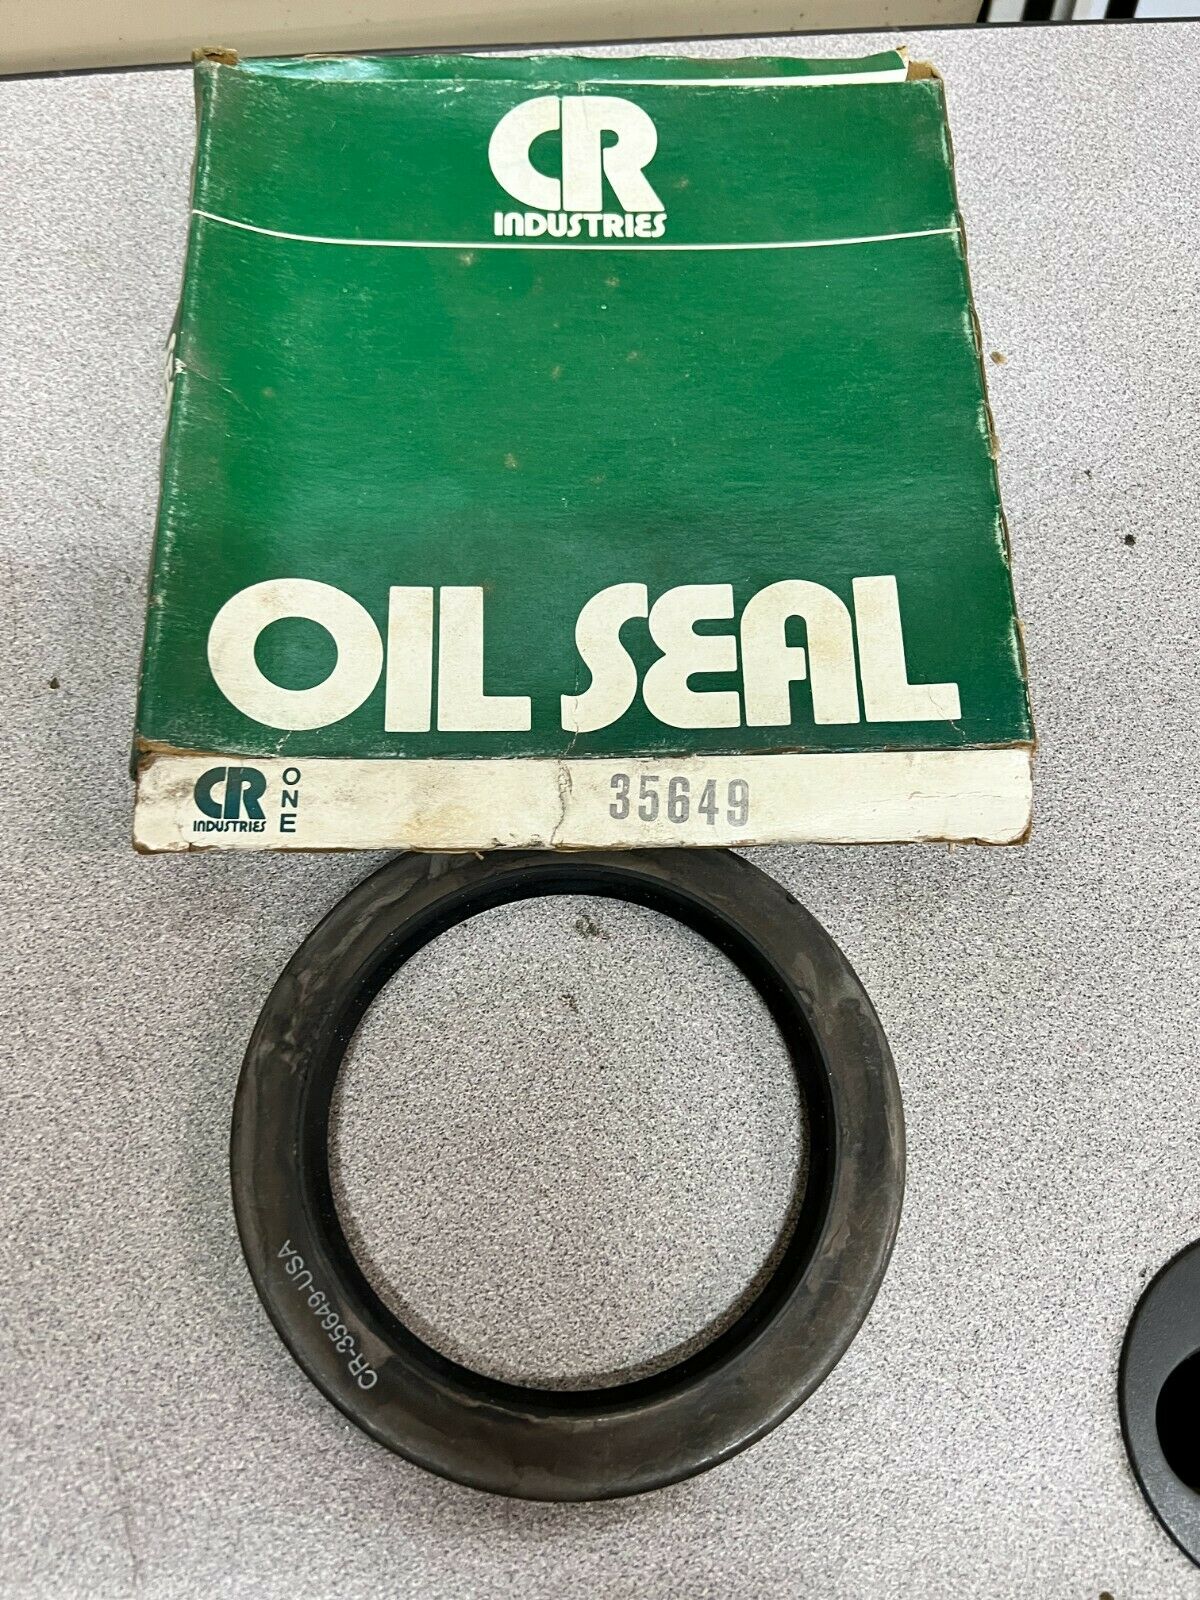 CR
INDUSTRIES
OIL SEAL
CR
INDUSTRIES
ONE
35649
CR-35649-USA